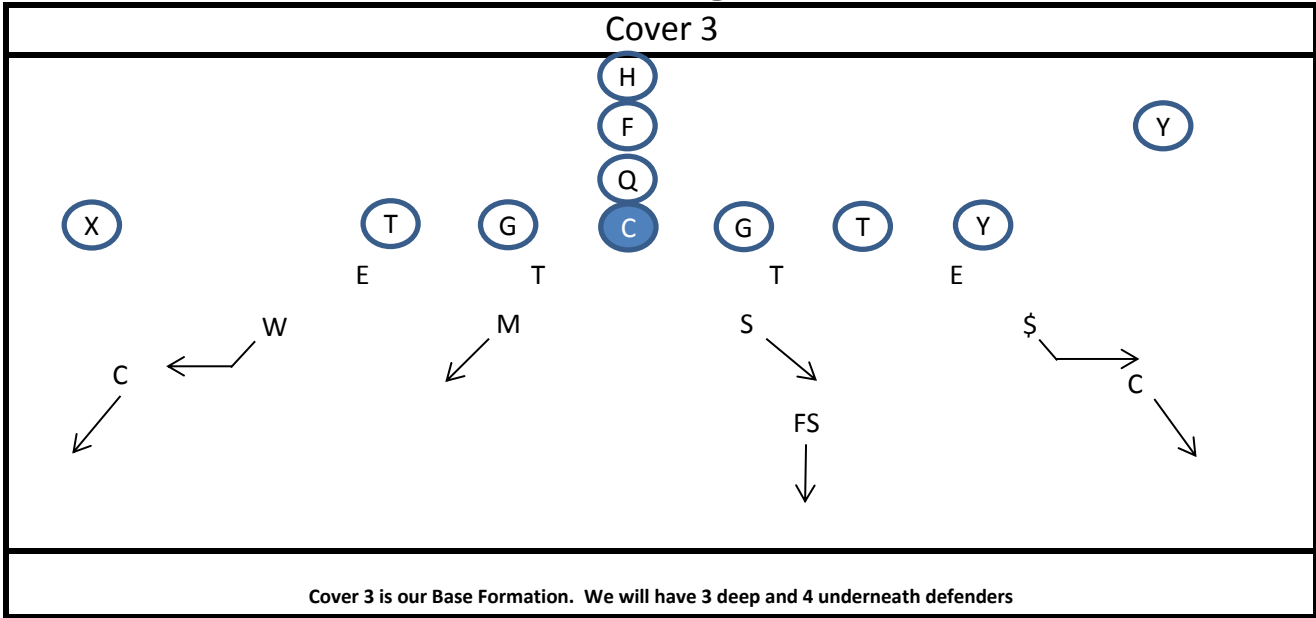 Cover 3
H
F
Y
Q
X T G C G T Y
E T T E
W M S $
C C
FS
Cover 3 is our Base Formation. We will have 3 deep and 4 underneath defenders